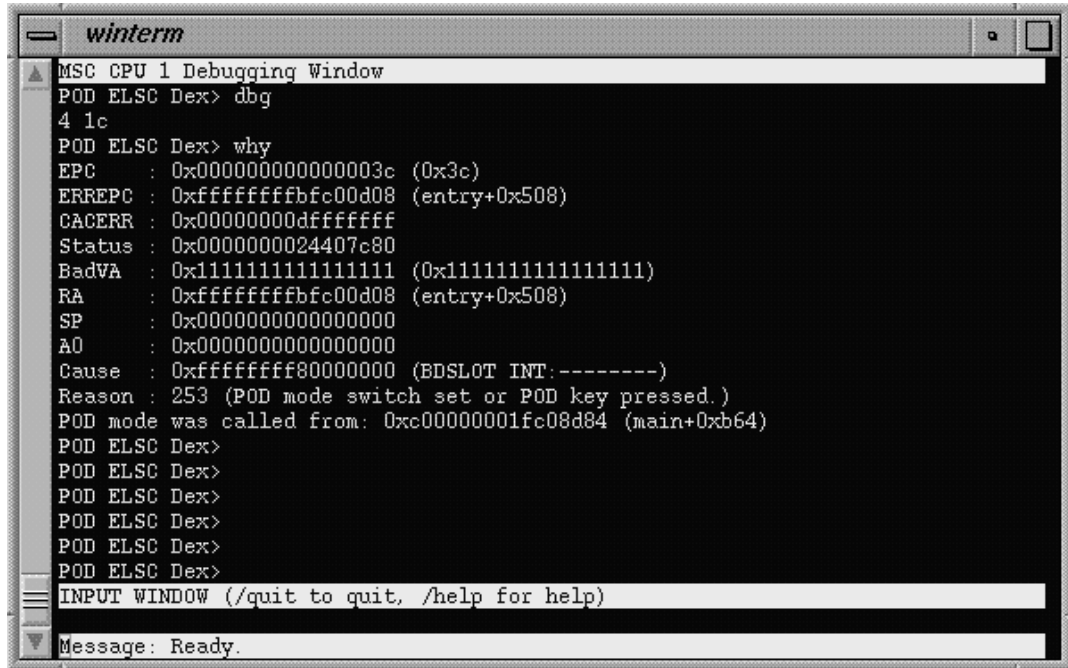 winterm
MSC CPU 1 Debugging Window
POD ELSC Dex> dbg
4 1c
POD ELSC Dex> why
EPC    : 0x000000000000003c (0x3c)
ERREPC : 0xffffffffbfc00d08 (entry+0x508)
CACERR : 0x00000000dfffffff
Status : 0x0000000024407c80
BadVA  : 0x1111111111111111 (0x1111111111111111)
RA     : 0xffffffffbfc00d08 (entry+0x508)
SP     : 0x0000000000000000
A0     : 0x0000000000000000
Cause  : 0xffffffff80000000 (BDSLOT INT:--------)
Reason : 253 (POD mode switch set or POD key pressed.)
POD mode was called from: 0xc00000001fc08d84 (main+0xb64)
POD ELSC Dex>
POD ELSC Dex>
POD ELSC Dex>
POD ELSC Dex>
POD ELSC Dex>
POD ELSC Dex>
INPUT WINDOW (/quit to quit, /help for help)
Message: Ready.